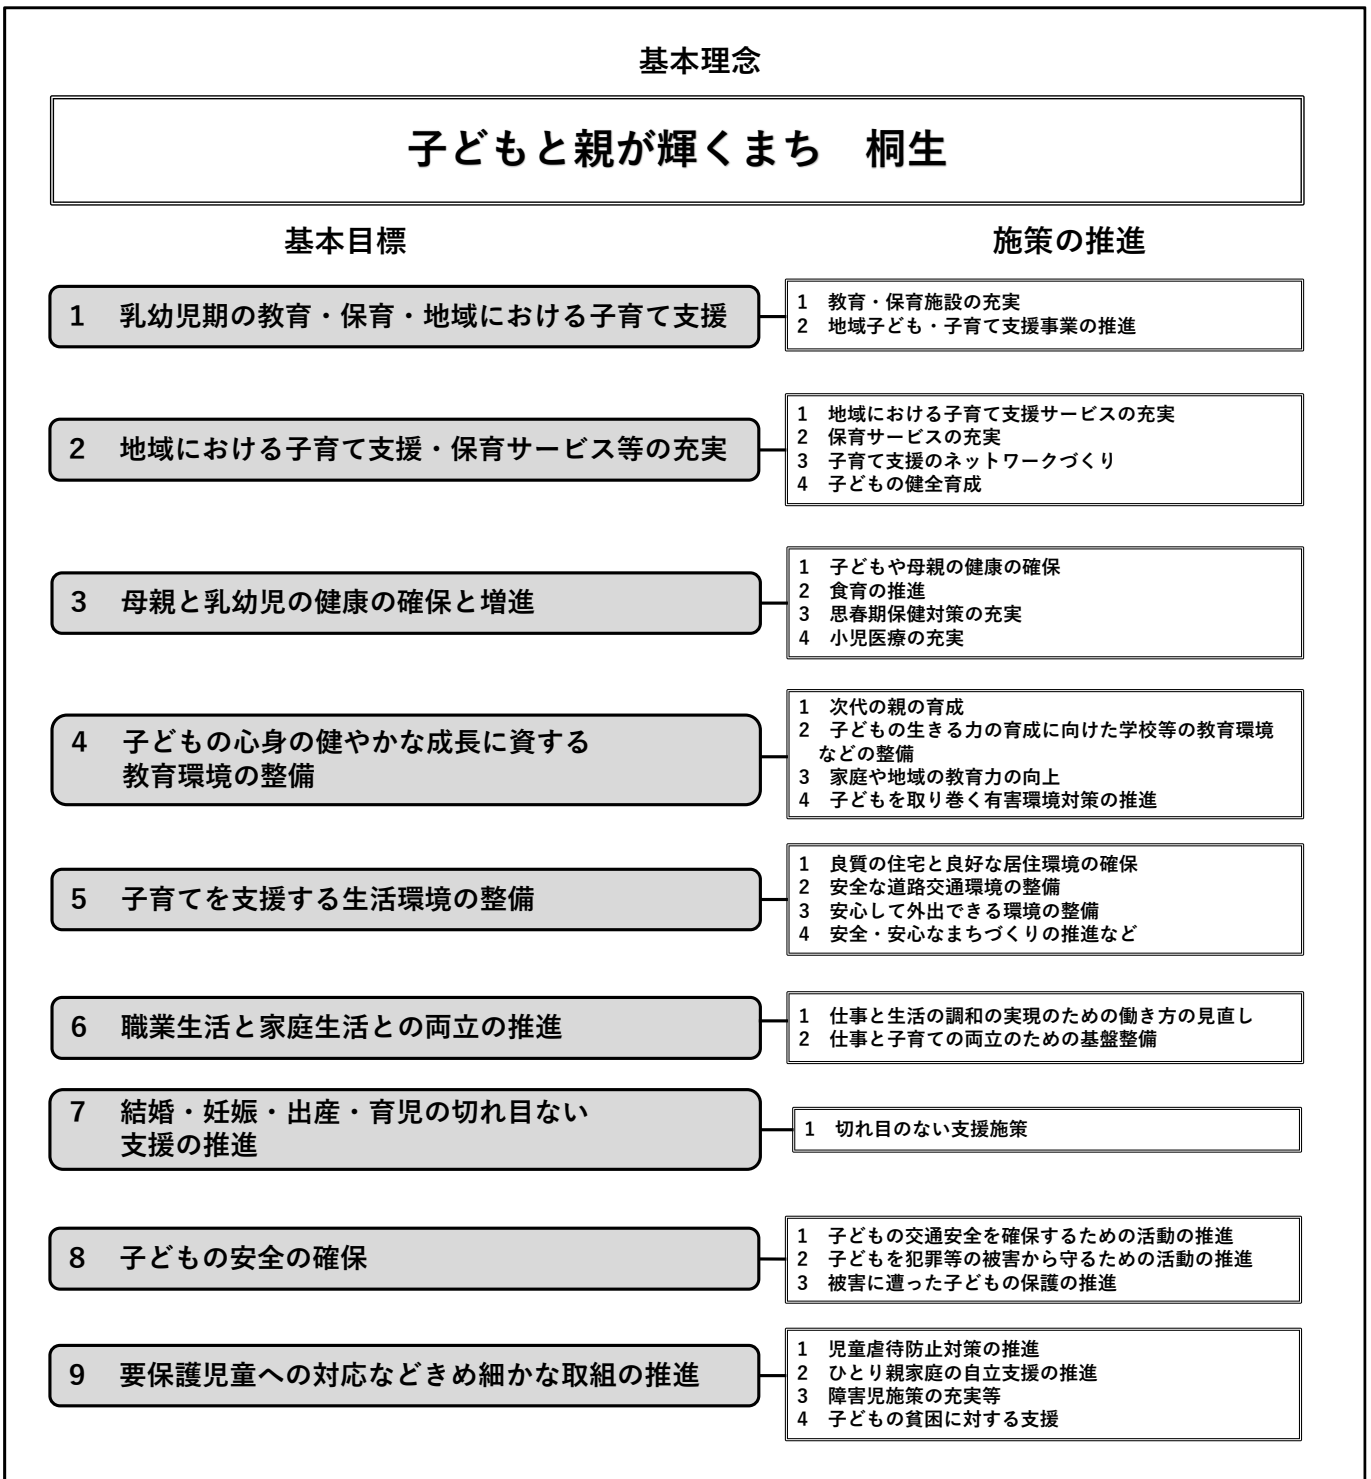 基本理念
子どもと親が輝くまち　桐生
基本目標
施策の推進
1　乳幼児期の教育・保育・地域における子育て支援
1　教育・保育施設の充実
2　地域子ども・子育て支援事業の推進
2　地域における子育て支援・保育サービス等の充実
1　地域における子育て支援サービスの充実
2　保育サービスの充実
3　子育て支援のネットワークづくり
4　子どもの健全育成
3　母親と乳幼児の健康の確保と増進
1　子どもや母親の健康の確保
2　食育の推進
3　思春期保健対策の充実
4　小児医療の充実
4　子どもの心身の健やかな成長に資する
教育環境の整備
1　次代の親の育成
2　子どもの生きる力の育成に向けた学校等の教育環境
などの整備
3　家庭や地域の教育力の向上
4　子どもを取り巻く有害環境対策の推進
5　子育てを支援する生活環境の整備
1　良質の住宅と良好な居住環境の確保
2　安全な道路交通環境の整備
3　安心して外出できる環境の整備
4　安全・安心なまちづくりの推進など
6　職業生活と家庭生活との両立の推進
1　仕事と生活の調和の実現のための働き方の見直し
2　仕事と子育ての両立のための基盤整備
7　結婚・妊娠・出産・育児の切れ目ない
支援の推進
1　切れ目のない支援施策
8　子どもの安全の確保
1　子どもの交通安全を確保するための活動の推進
2　子どもを犯罪等の被害から守るための活動の推進
3　被害に遭った子どもの保護の推進
9　要保護児童への対応などきめ細かな取組の推進
1　児童虐待防止対策の推進
2　ひとり親家庭の自立支援の推進
3　障害児施策の充実等
4　子どもの貧困に対する支援